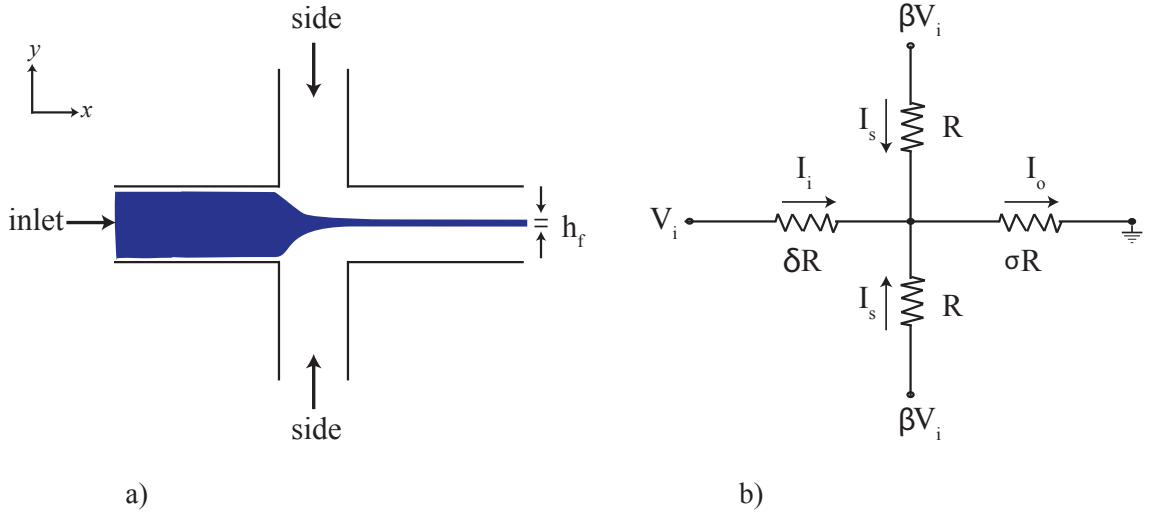 side
y
x
inlet
h_f
side
a)
βV_i
I_s
R
I_i
I_o
V_i
δR
σR
I_s
R
βV_i
b)